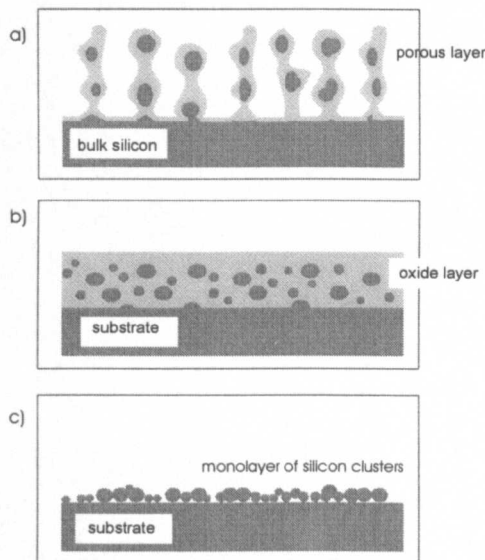 a)
porous layer
bulk silicon
b)
oxide layer
substrate
c)
monolayer of silicon clusters
substrate